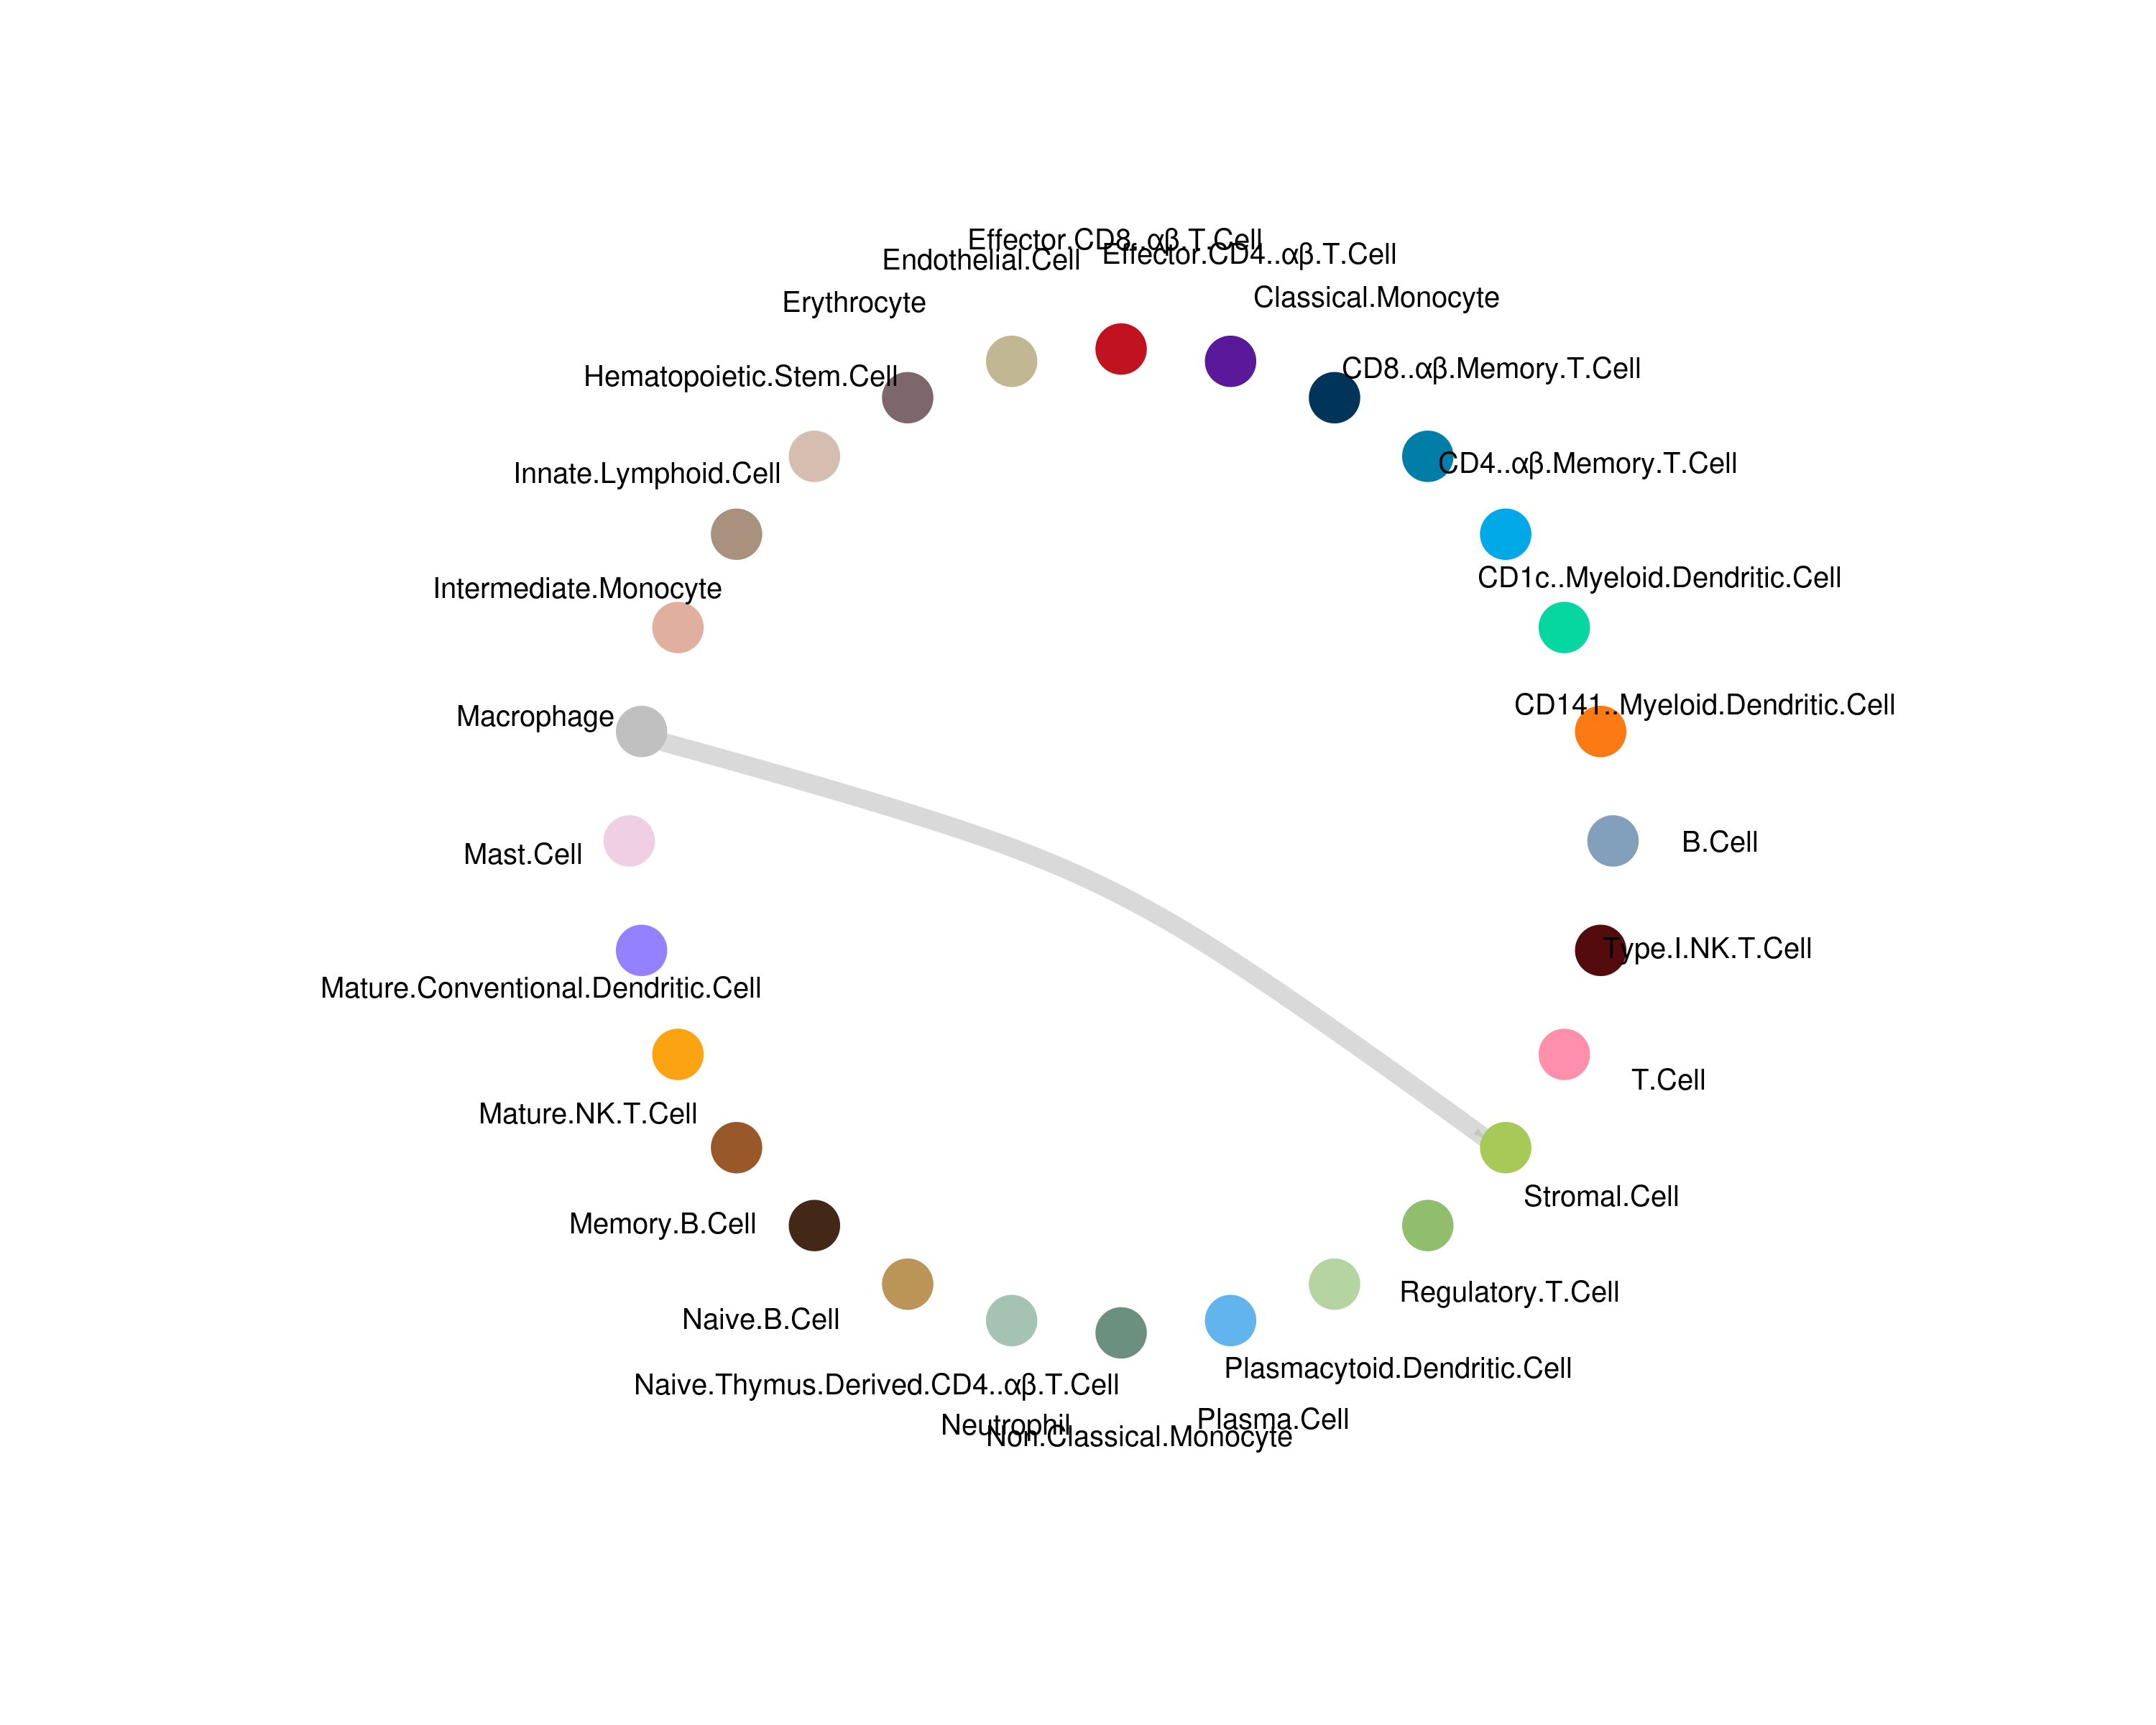 Effector.CD8..αβ.T.Cell
Effector.CD4..αβ.T.Cell
Endothelial.Cell
Classical.Monocyte
Erythrocyte
CD8..αβ.Memory.T.Cell
Hematopoietic.Stem.Cell
CD4..αβ.Memory.T.Cell
Innate.Lymphoid.Cell
CD1c..Myeloid.Dendritic.Cell
Intermediate.Monocyte
CD141..Myeloid.Dendritic.Cell
Macrophage
B.Cell
Mast.Cell
Type.I.NK.T.Cell
Mature.Conventional.Dendritic.Cell
T.Cell
Mature.NK.T.Cell
Stromal.Cell
Memory.B.Cell
Regulatory.T.Cell
Naive.B.Cell
Plasmacytoid.Dendritic.Cell
Naive.Thymus.Derived.CD4..αβ.T.Cell
Plasma.Cell
Neutrophil
Non.Classical.Monocyte